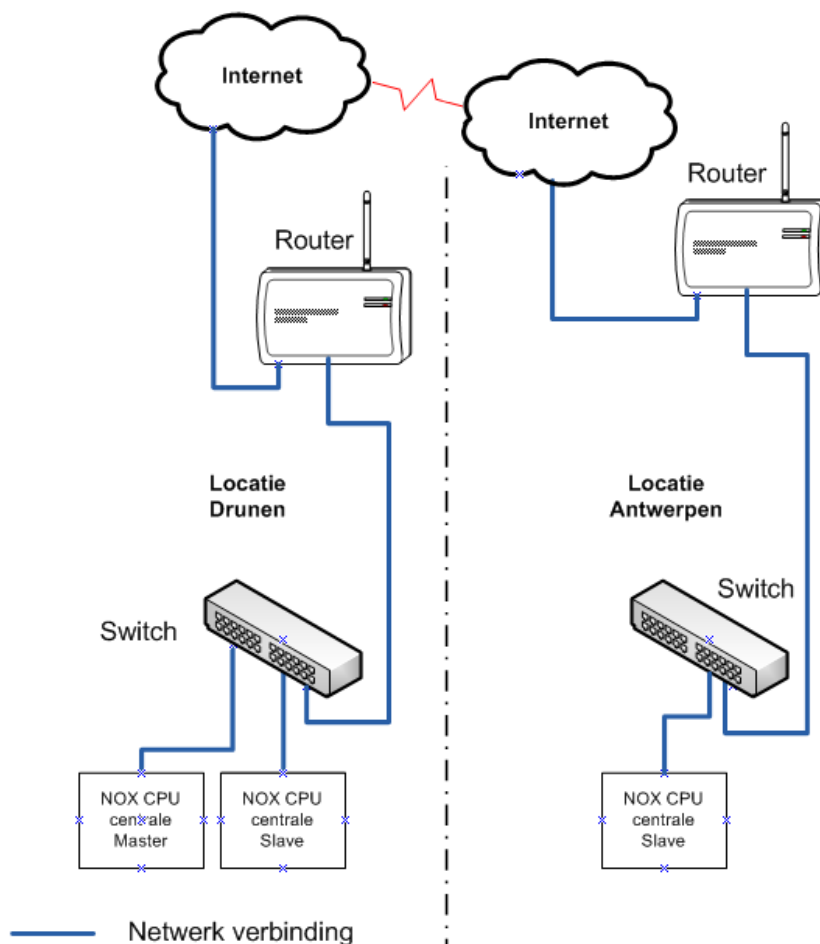 Internet
Internet
Router
Router
Locatie
Drunen
Locatie
Antwerpen
Switch
Switch
NOX CPU
centrale
Master
NOX CPU
centrale
Slave
NOX CPU
centrale
Slave
Netwerk verbinding